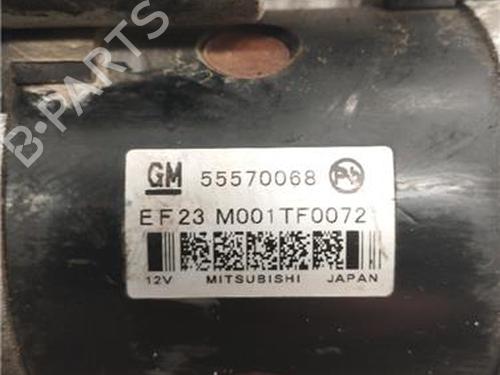 B-PARTS
GM 55570068 Pb
EF23 M001TF0072
12V MITSUBISHI JAPAN